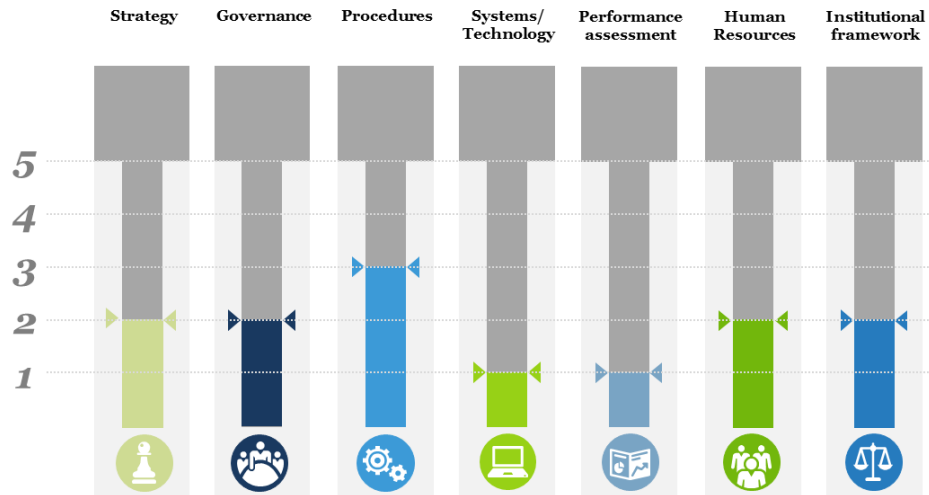 Strategy
Governance
Procedures
Systems/
Technology
Performance
assessment
Human
Resources
Institutional
framework
5
4
3
2
1